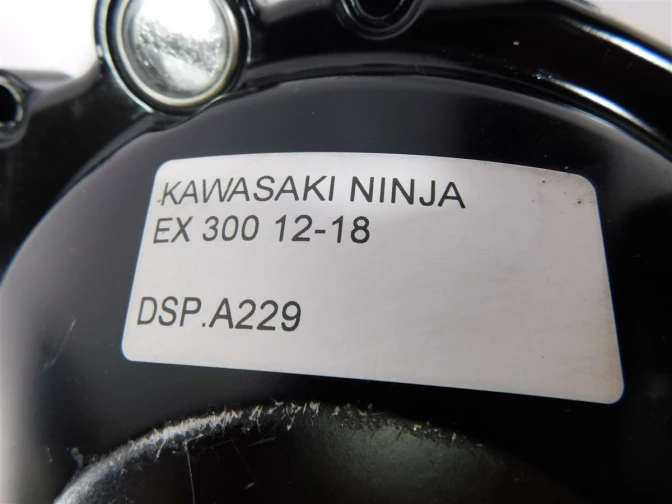 KAWASAKI NINJA
EX 300 12-18
DSP.A229